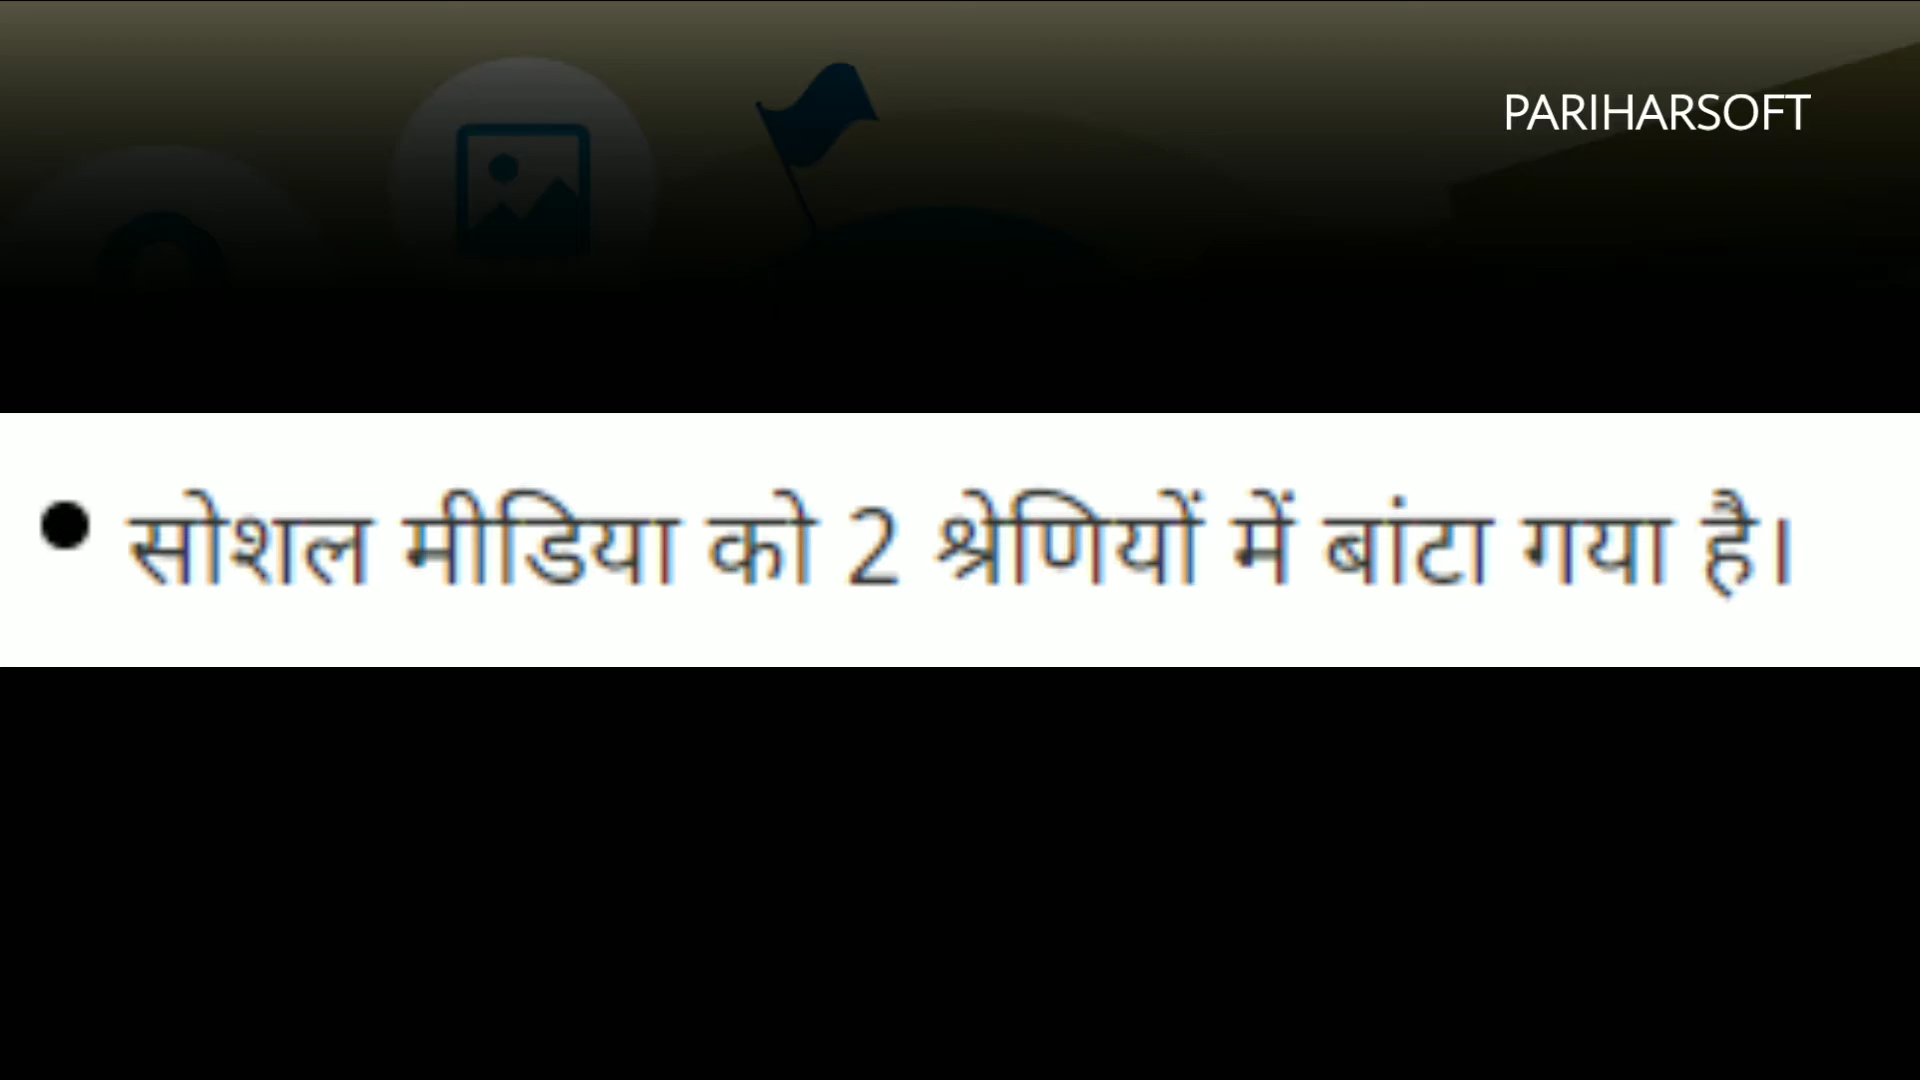 PARIHARSOFT
• सोशल मीडिया को 2 श्रेणियों में बांटा गया है।